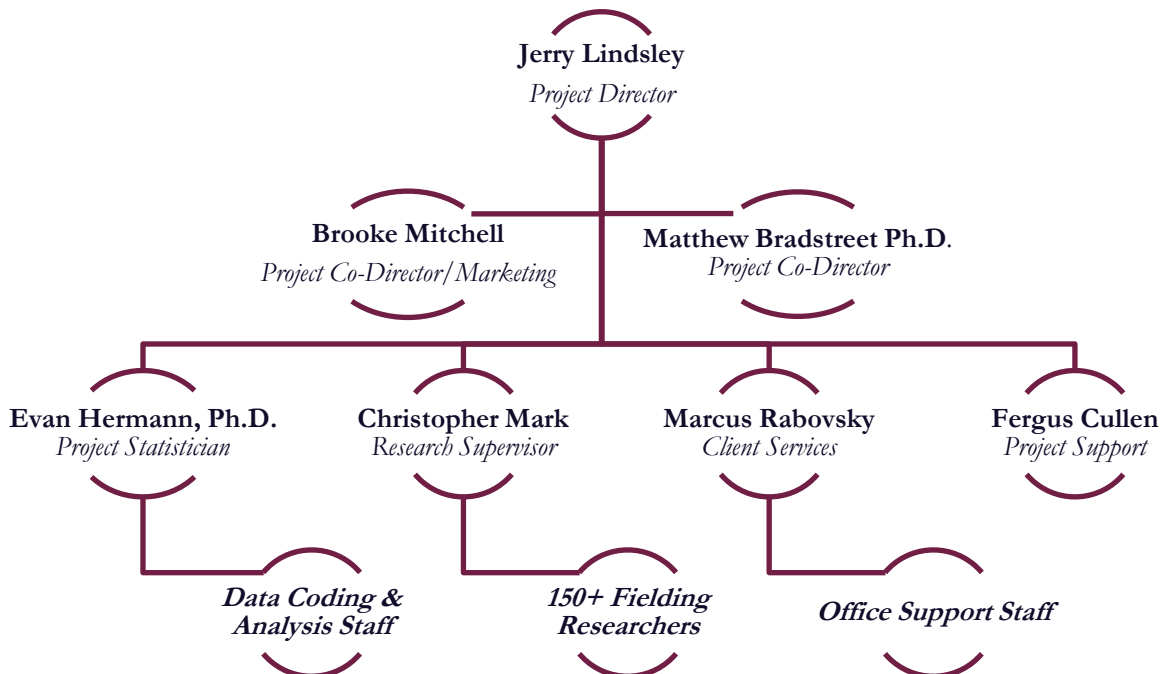 Jerry Lindsley
Project Director
Brooke Mitchell
Project Co-Director/Marketing
Matthew Bradstreet Ph.D.
Project Co-Director
Evan Hermann, Ph.D.
Project Statistician
Christopher Mark
Research Supervisor
Marcus Rabovsky
Client Services
Fergus Cullen
Project Support
Data Coding &
Analysis Staff
150+ Fielding
Researchers
Office Support Staff